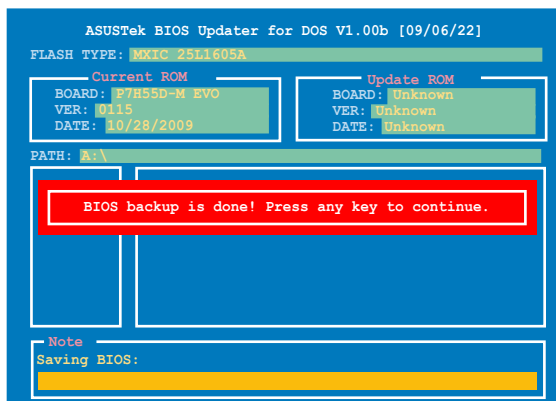 ASUSTek BIOS Updater for DOS V1.00b [09/06/22]
FLASH TYPE: MXIC 25L1605A
Current ROM
BOARD: P7H55D-M EVO
VER: 0115
DATE: 10/28/2009
Update ROM
BOARD: Unknown
VER: Unknown
DATE: Unknown
PATH: A:\
BIOS backup is done! Press any key to continue.
Note
Saving BIOS: